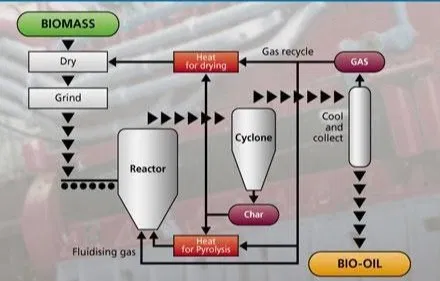 BIOMASS
Dry
Heat
for drying
Gas recycle
GAS
Grind
Cool
and
collect
Cyclone
Reactor
Char
Heat
for Pyrolysis
Fluidising gas
BIO-OIL